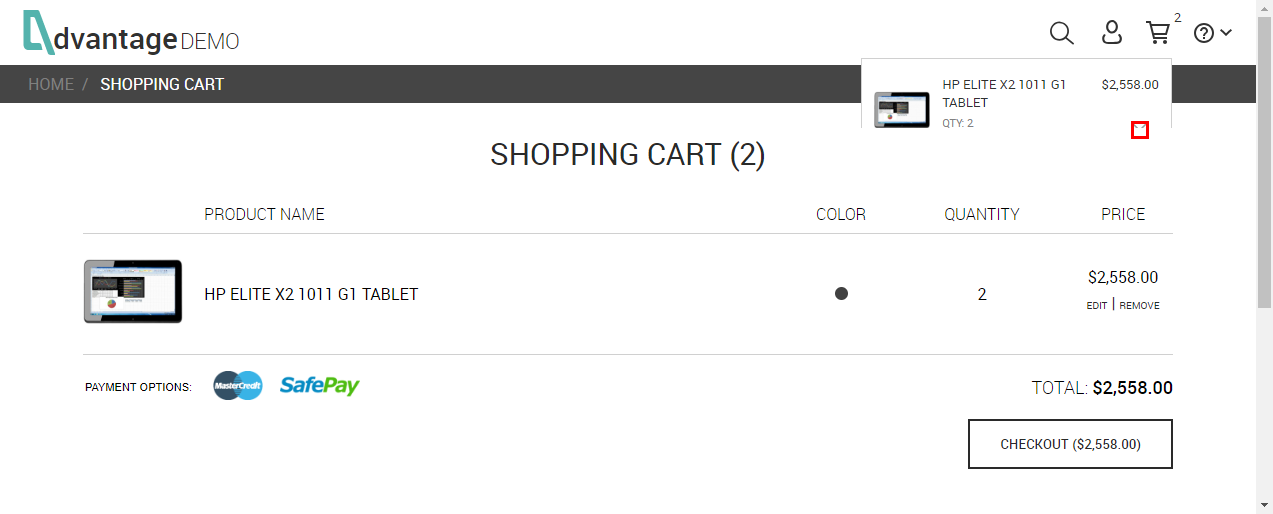 dvantage DEMO
2
HOME / SHOPPING CART
HP ELITE X2 1011 G1 TABLET
$2,558.00
QTY: 2
SHOPPING CART (2)
PRODUCT NAME COLOR QUANTITY PRICE
HP ELITE X2 1011 G1 TABLET 2 $2,558.00
EDIT | REMOVE
PAYMENT OPTIONS: MasterCredit SafePay TOTAL: $2,558.00
CHECKOUT ($2,558.00)